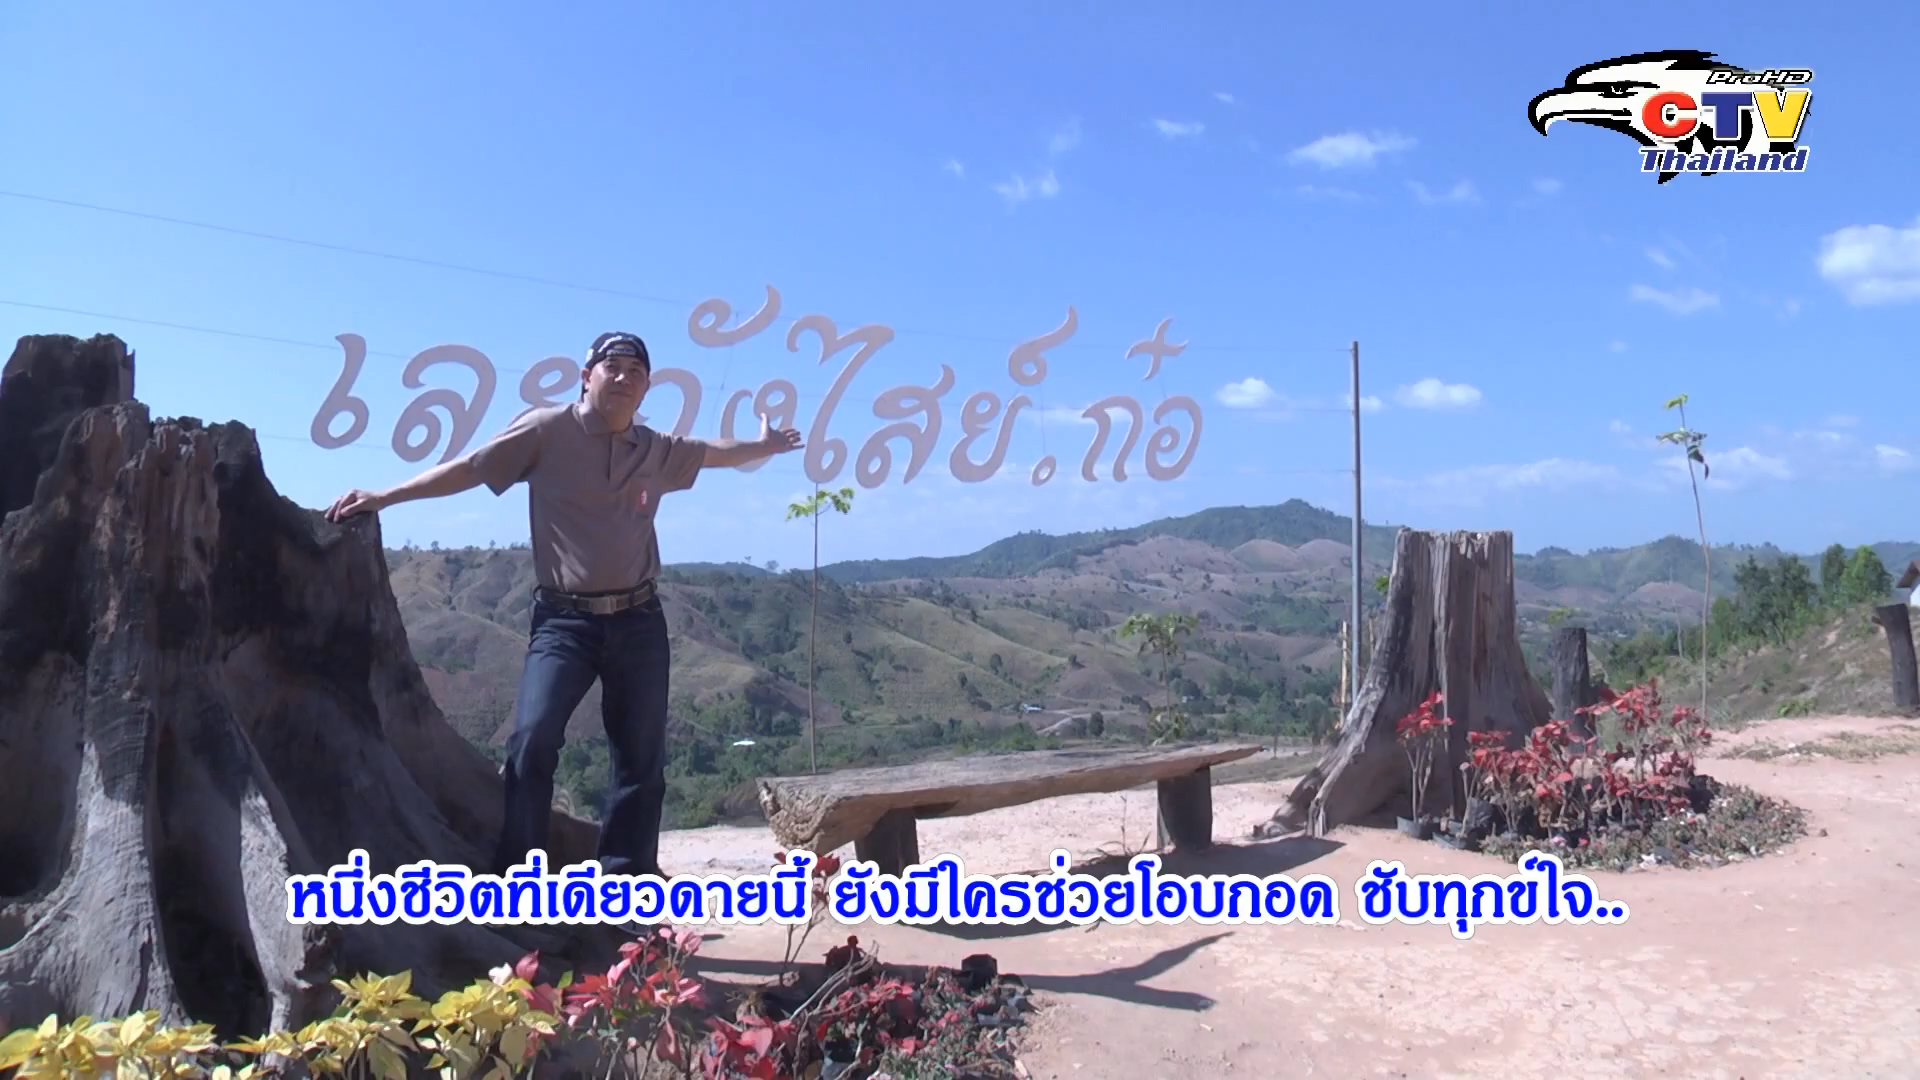 ProHD
CTV
Thailand
ไสย์.ก๋อ
หนึ่งชีวิตที่เดียวดายนี้ ยังมีใครช่วยโอบกอด ซับทุกข์ใจ..